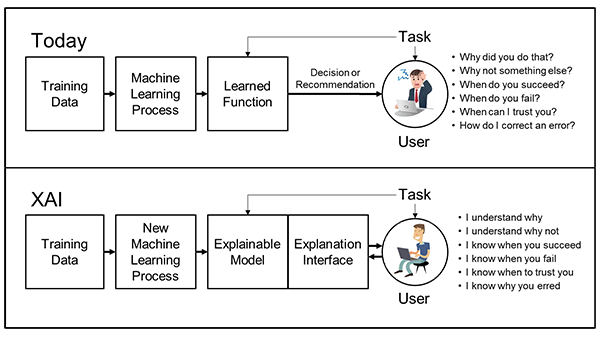 Today
Task
Training
Data
Machine
Learning
Process
Learned
Function
Decision or
Recommendation
User
• Why did you do that?
• Why not something else?
• When do you succeed?
• When do you fail?
• When can I trust you?
• How do I correct an error?
XAI
Task
Training
Data
New
Machine
Learning
Process
Explainable
Model
Explanation
Interface
User
• I understand why
• I understand why not
• I know when you succeed
• I know when you fail
• I know when to trust you
• I know why you erred